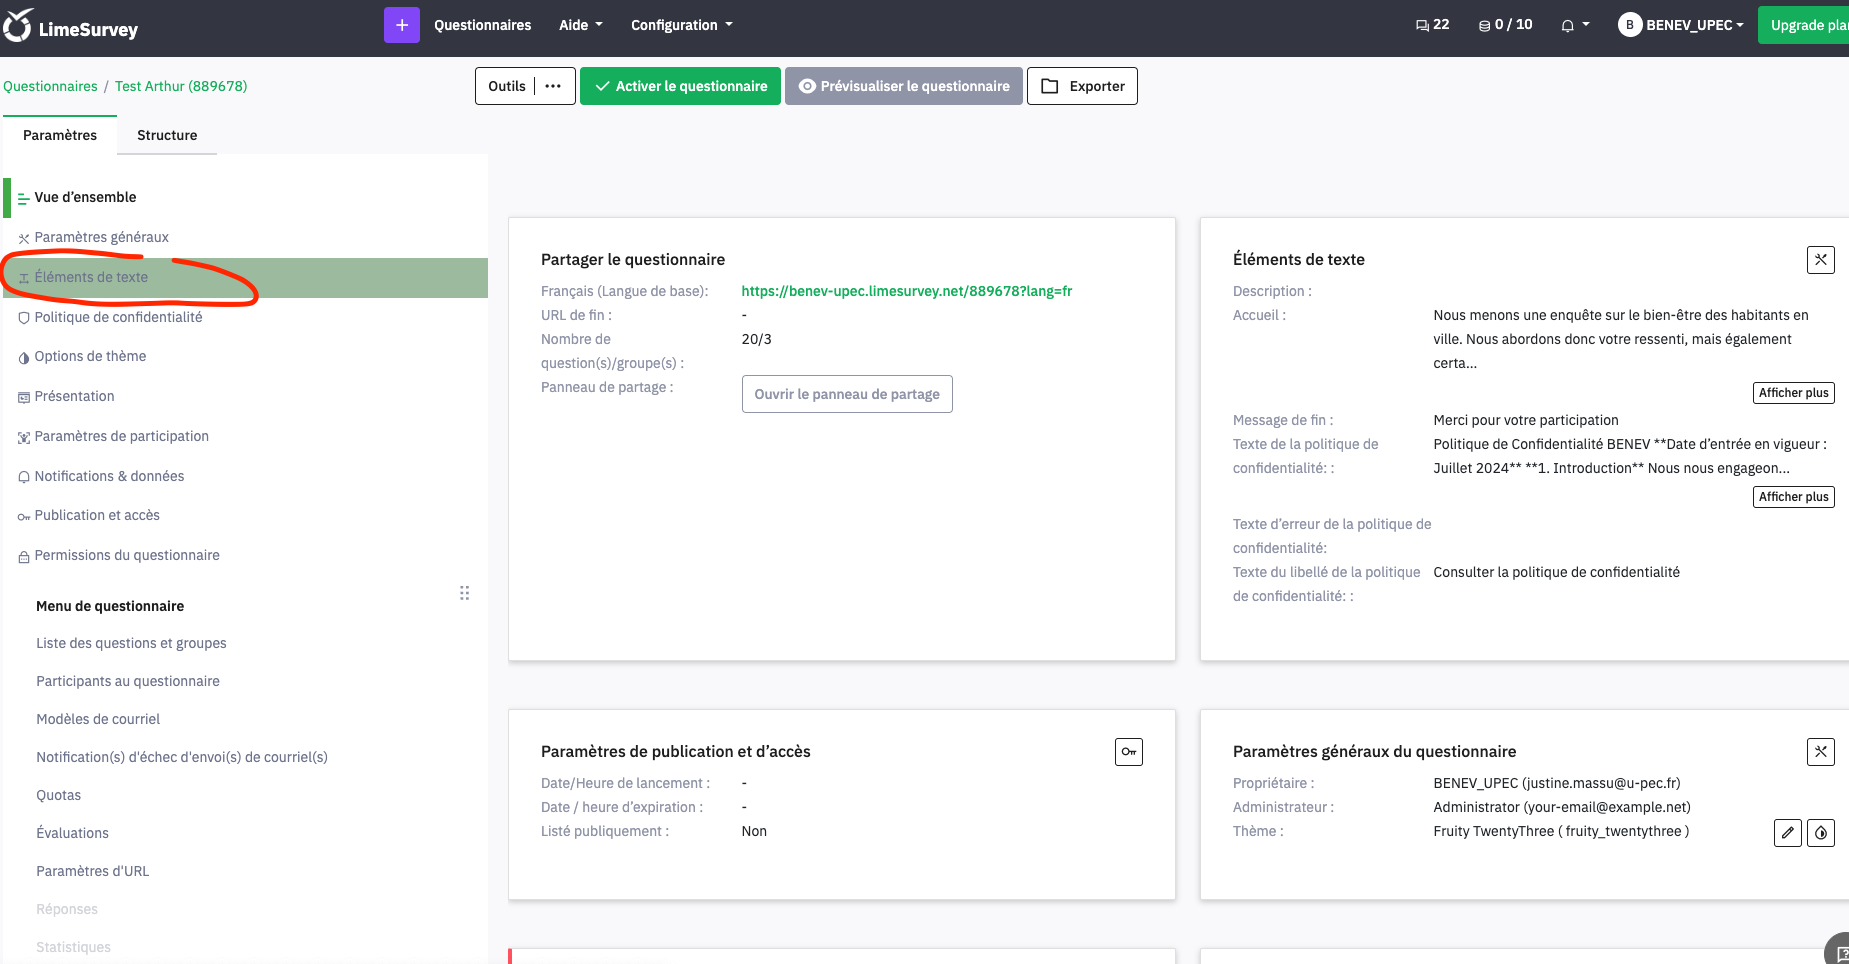 LimeSurvey
+ Questionnaires Aide Configuration 22 0 / 10 B BENEV_UPEC
Questionnaires / Test Arthur (889678) Outils ••• Activer le questionnaire Prévisualiser le questionnaire Exporter
Paramètres Structure
Vue d’ensemble
Paramètres généraux
Éléments de texte
Politique de confidentialité
Options de thème
Présentation
Paramètres de participation
Notifications & données
Publication et accès
Permissions du questionnaire
Menu de questionnaire
Liste des questions et groupes
Participants au questionnaire
Modèles de courriel
Notification(s) d'échec d'envoi(s) de courriel(s)
Quotas
Évaluations
Paramètres d'URL
Réponses
Statistiques
Partager le questionnaire
Français (Langue de base): https://benev-upec.limesurvey.net/889678?lang=fr
URL de fin : -
Nombre de 20/3
question(s)/groupe(s) :
Panneau de partage : Ouvrir le panneau de partage
Éléments de texte
Description :
Accueil : Nous menons une enquête sur le bien-être des habitants en
ville. Nous abordons donc votre ressenti, mais également
certa...
Afficher plus
Message de fin : Merci pour votre participation
Texte de la politique de Politique de Confidentialité BENEV **Date d’entrée en vigueur :
confidentialité: : Juillet 2024** **1. Introduction** Nous nous engageon...
Afficher plus
Texte d’erreur de la politique de
confidentialité:
Texte du libellé de la politique Consulter la politique de confidentialité
de confidentialité: :
Paramètres de publication et d’accès
Date/Heure de lancement : -
Date / heure d’expiration : -
Listé publiquement : Non
Paramètres généraux du questionnaire
Propriétaire : BENEV_UPEC (justine.massu@u-pec.fr)
Administrateur : Administrator (your-email@example.net)
Thème : Fruity TwentyThree ( fruity_twentythree )
Upgrade